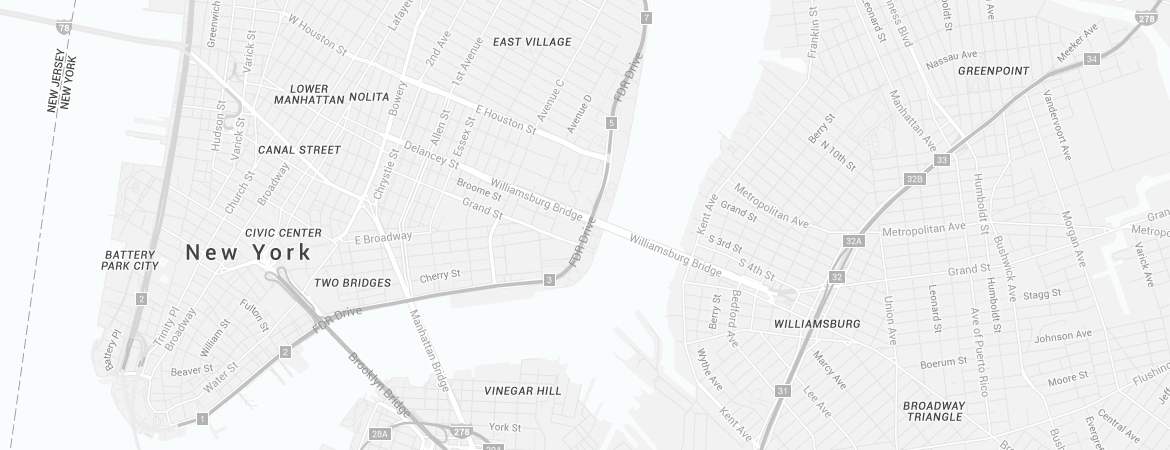 78
NEW JERSEY
NEW YORK
Greenwich
W Houston St
Varick St
Lafaye
2nd Ave
1st Avenue
EAST VILLAGE
7
FDR Drive
LOWER
MANHATTAN
NOLITA
Bowery
Avenue C
Avenue D
E Houston St
5
Hudson St
Varick St
Allen St
Essex St
CANAL STREET
Delancey St
Chrystie St
Church St
Broadway
Broome St
Grand St
Williamsburg Bridge
CIVIC CENTER
E Broadway
New York
BATTERY
PARK CITY
TWO BRIDGES
Cherry St
3
FDR Drive
2
Trinity Pl
Broadway
William St
Fulton St
FDR Drive
Battery Pl
Beaver St
Water St
2
1
Brooklyn Bridge
Manhattan Bridge
VINEGAR HILL
York St
28A
278
Franklin St
Leonard St
Humboldt St
278
Meeker Ave
Nassau Ave
34
GREENPOINT
Manhattan Ave
Vandervoort Ave
Berry St
N 10th St
33
32B
Metropolitan Ave
Kent Ave
Grand St
Humboldt St
Morgan Ave
Metropolitan Ave
Williamsburg Bridge
S 3rd St
S 4th St
32A
Bushwick Ave
Varick Ave
32
Grand St
Berry St
Bedford Ave
WILLIAMSBURG
Union Ave
Leonard St
Humboldt St
Stagg St
Ave of Puerto Rico
Johnson Ave
Wythe Ave
Marcy Ave
Boerum St
Moore St
Flushing
31
Lee Ave
Kent Ave
BROADWAY
TRIANGLE
Central Ave